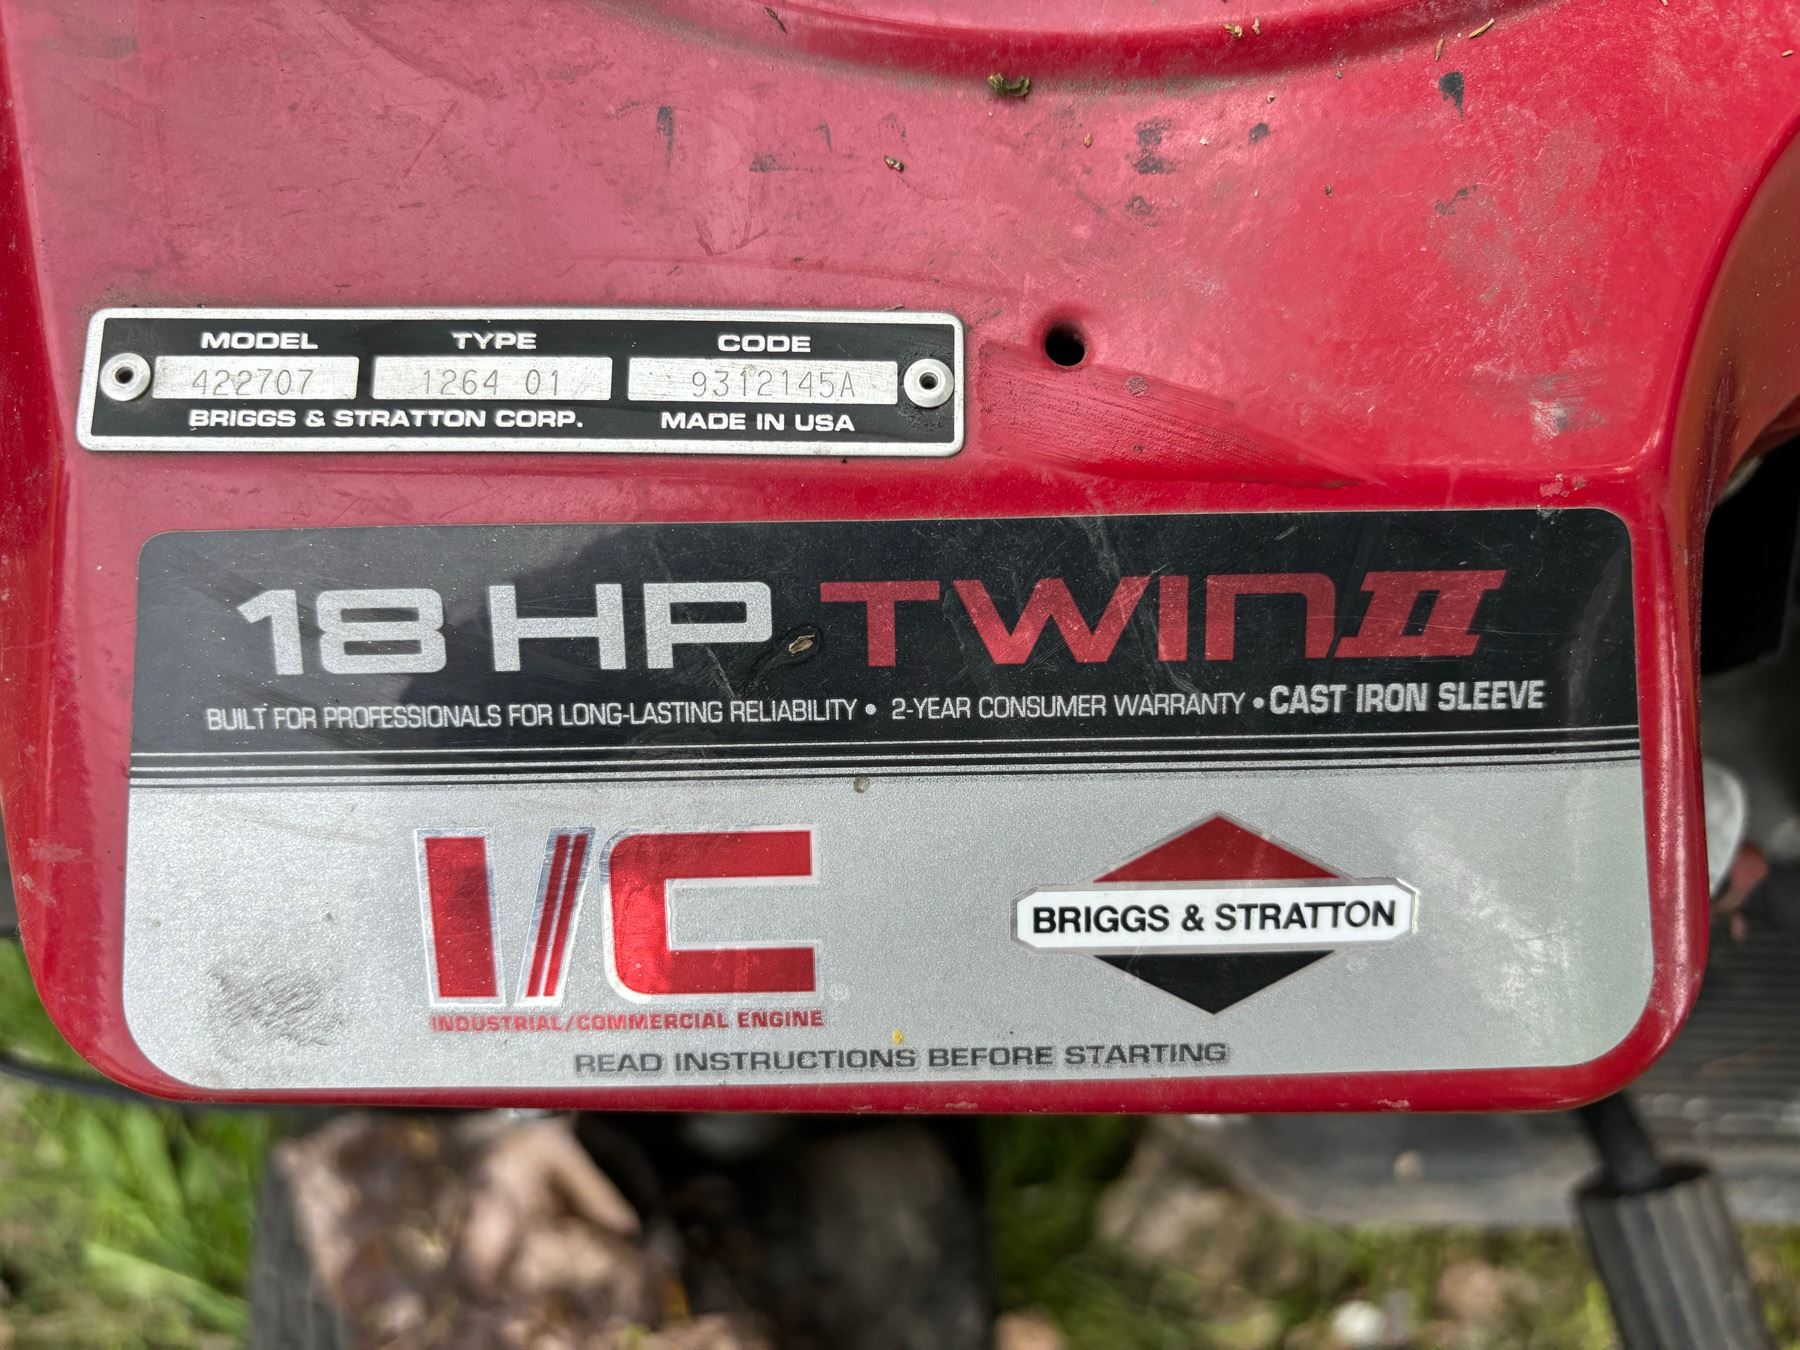 MODEL TYPE CODE
422707 1264 01 9312145A
BRIGGS & STRATTON CORP. MADE IN USA
18 HP TWIN II
BUILT FOR PROFESSIONALS FOR LONG-LASTING RELIABILITY • 2-YEAR CONSUMER WARRANTY • CAST IRON SLEEVE
I/C ®
INDUSTRIAL/COMMERCIAL ENGINE
BRIGGS & STRATTON
READ INSTRUCTIONS BEFORE STARTING